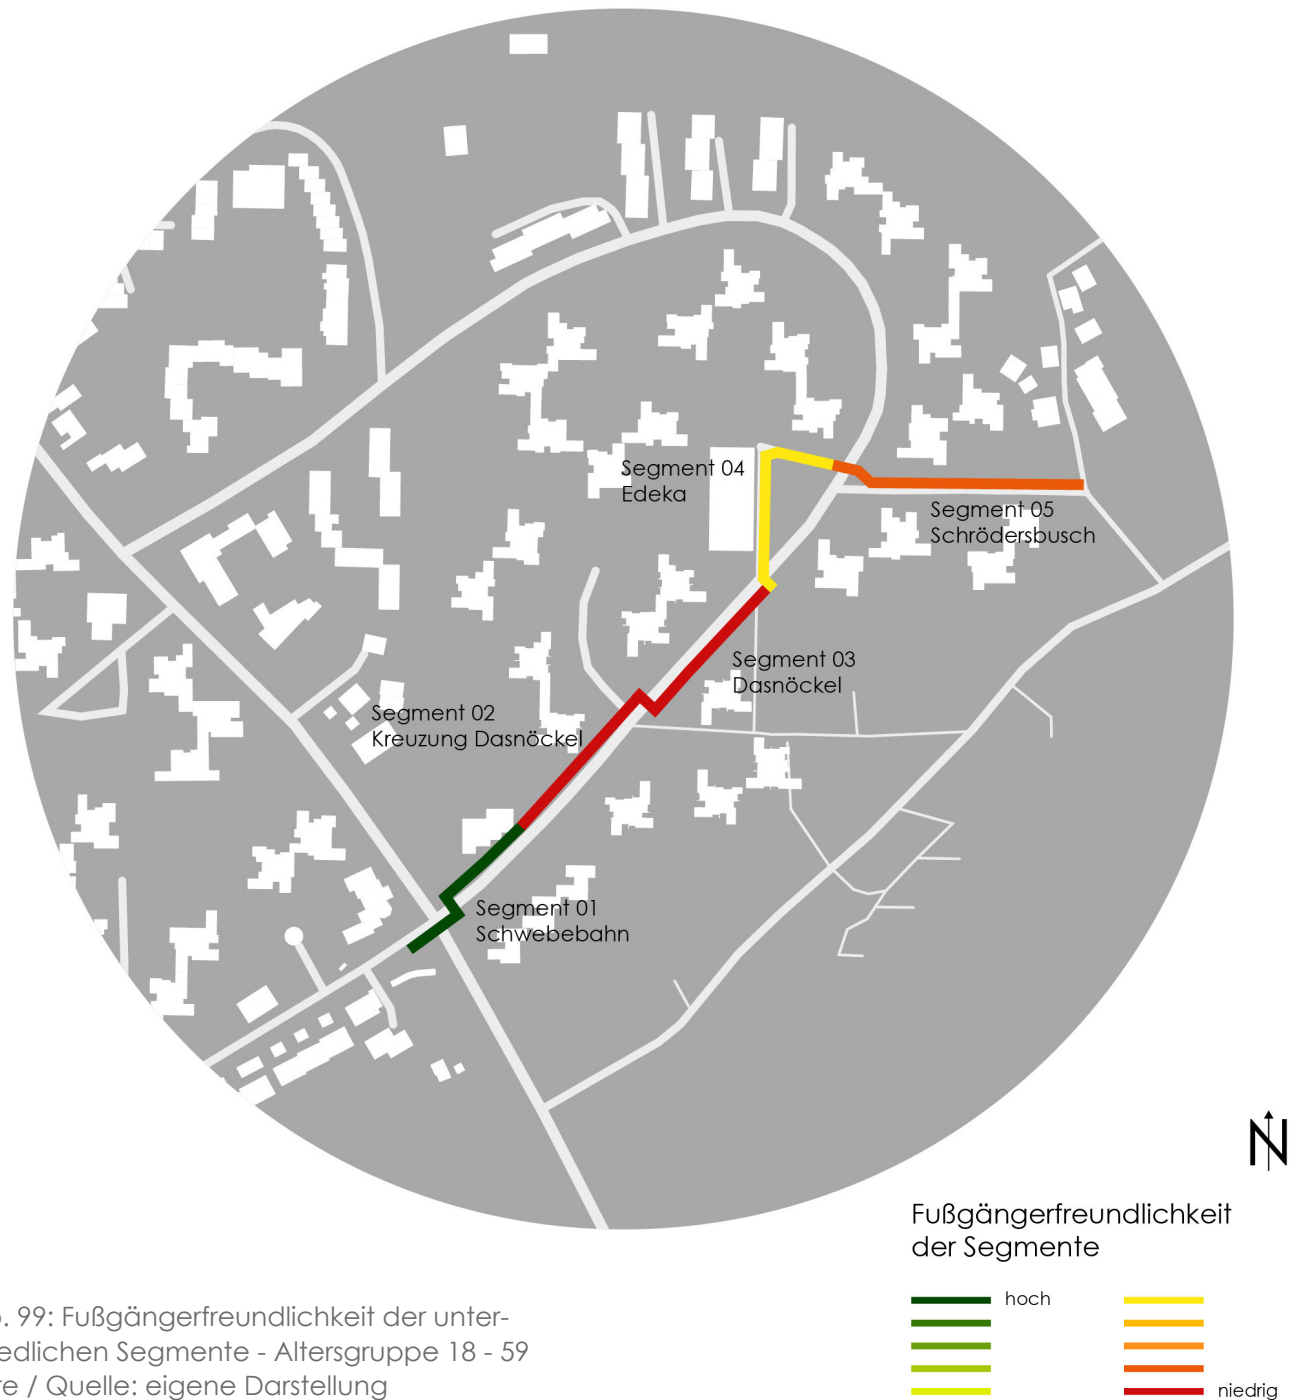 Segment 04
Edeka
Segment 05
Schrödersbusch
Segment 03
Dasnöckel
Segment 02
Kreuzung Dasnöckel
Segment 01
Schwebebahn
N
Fußgängerfreundlichkeit
der Segmente
hoch
niedrig
. 99: Fußgängerfreundlichkeit der unter-
edlichen Segmente - Altersgruppe 18 - 59
re / Quelle: eigene Darstellung